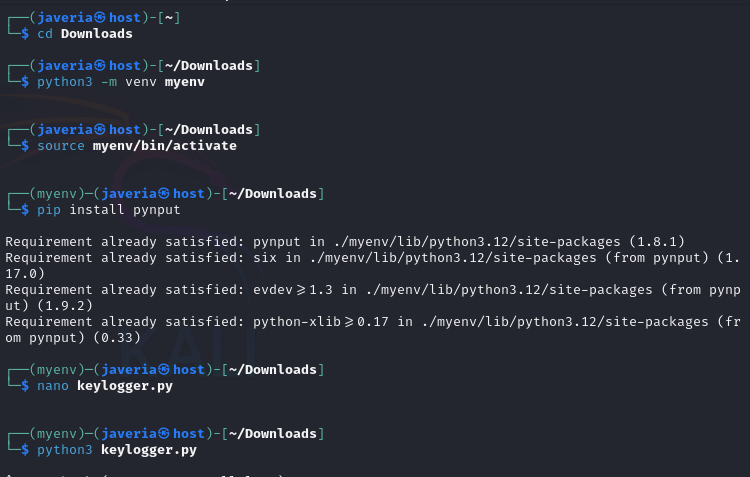 ┌──(javeria㉿host)-[~]
└─$ cd Downloads
┌──(javeria㉿host)-[~/Downloads]
└─$ python3 -m venv myenv
┌──(javeria㉿host)-[~/Downloads]
└─$ source myenv/bin/activate
┌──(myenv)─(javeria㉿host)-[~/Downloads]
└─$ pip install pynput
Requirement already satisfied: pynput in ./myenv/lib/python3.12/site-packages (1.8.1)
Requirement already satisfied: six in ./myenv/lib/python3.12/site-packages (from pynput) (1.
17.0)
Requirement already satisfied: evdev>=1.3 in ./myenv/lib/python3.12/site-packages (from pynp
ut) (1.9.2)
Requirement already satisfied: python-xlib>=0.17 in ./myenv/lib/python3.12/site-packages (fr
om pynput) (0.33)
┌──(myenv)─(javeria㉿host)-[~/Downloads]
└─$ nano keylogger.py
┌──(myenv)─(javeria㉿host)-[~/Downloads]
└─$ python3 keylogger.py
KALI